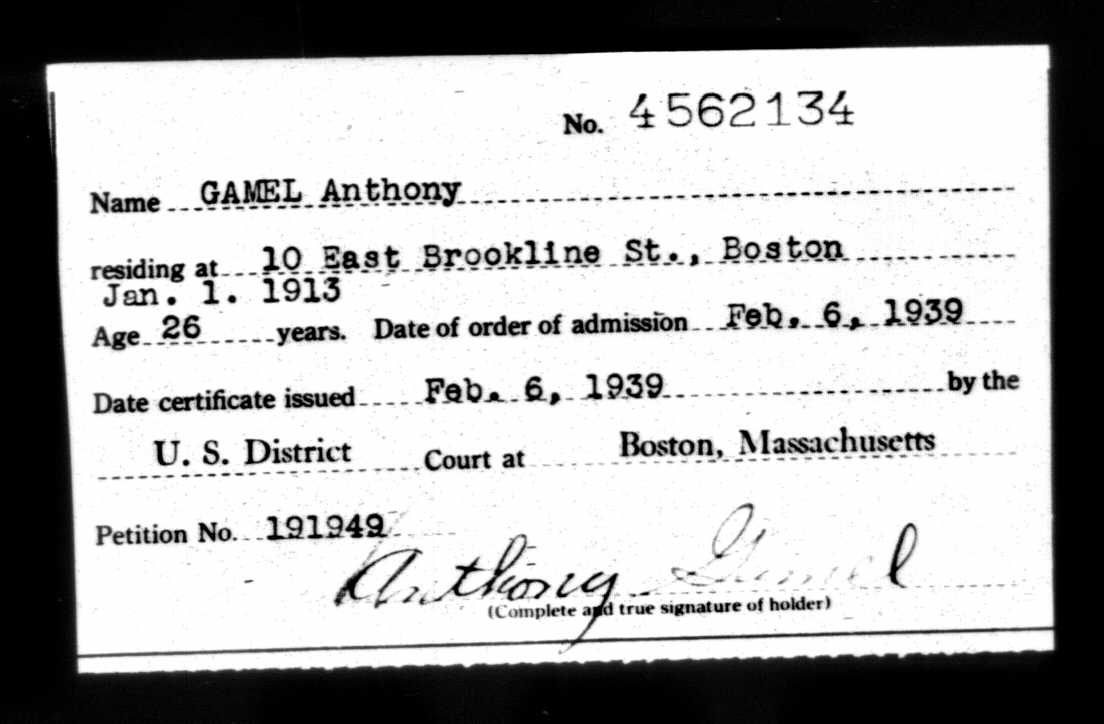 No. 4562134
Name GAMEL Anthony
residing at 10 East Brookline St., Boston
Jan. 1. 1913
Age 26 years. Date of order of admission Feb. 6, 1939
Date certificate issued Feb. 6, 1939 by the
U. S. District Court at Boston, Massachusetts
Petition No. 191949
Anthony Gamel
(Complete and true signature of holder)